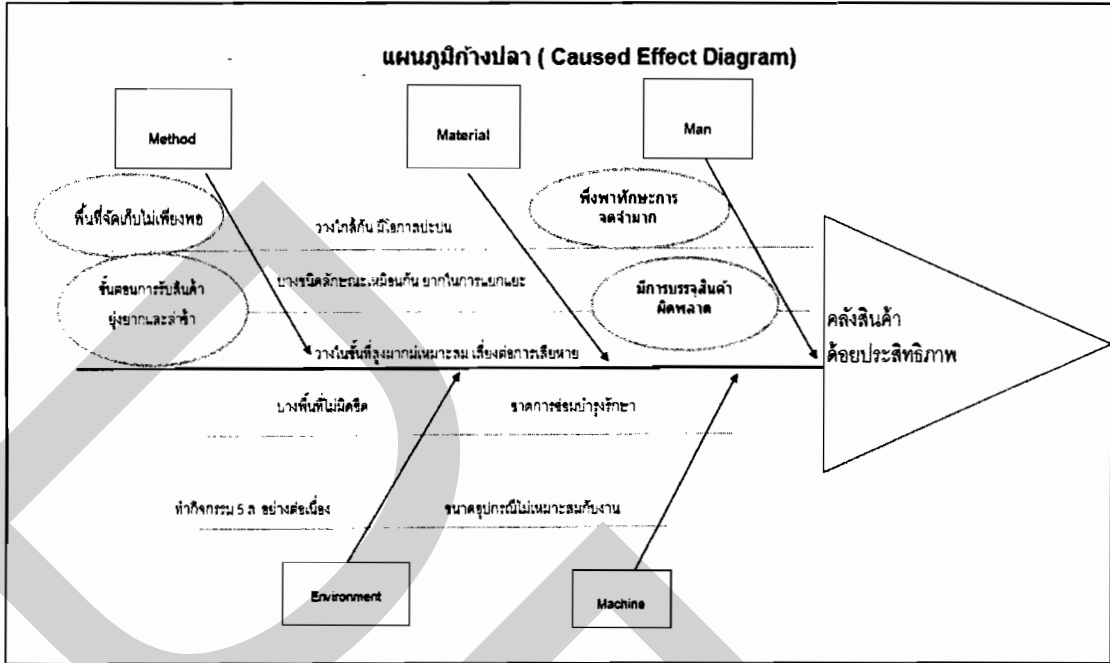 แผนภูมิก้างปลา ( Caused Effect Diagram)
Method
Material
Man
พื้นที่จัดเก็บไม่เพียงพอ
พึ่งพาทักษะการ
จดจำมาก
วางใกล้กัน มีโอกาสปะปน
บางชนิดลักษณะเหมือนกัน ยากในการแยกแยะ
ขั้นตอนการรับสินค้า
ยุ่งยากและล่าช้า
มีการบรรจุสินค้า
ผิดพลาด
วางในชั้นที่สูงมากไม่เหมาะสม เสี่ยงต่อการเสียหาย
คลังสินค้า
ด้อยประสิทธิภาพ
บางพื้นที่ไม่มิดชิด
ขาดการซ่อมบำรุงรักษา
ทำกิจกรรม 5 ส อย่างต่อเนื่อง
ขนาดอุปกรณ์ไม่เหมาะสมกับงาน
Environment
Machine